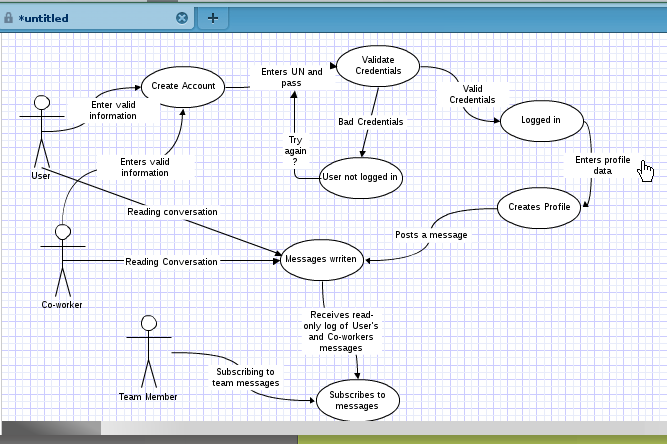 *untitled
+
Validate
Credentials
Enters UN and
pass
Create Account
Valid
Credentials
Enter valid
information
Bad Credentials
Logged in
Try
again
?
Enters profile
data
Enters valid
information
User
User not logged in
Reading conversation
Creates Profile
Posts a message
Messages wrriten
Reading Conversation
Co-worker
Receives read-
only log of User's
and Co-workers
messages
Subscribing to
team messages
Team Member
Subscribes to
messages